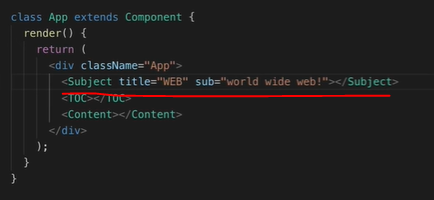 class App extends Component {
render() {
return (
<div className="App">
<Subject title="WEB" sub="world wide web!"></Subject>
<TOC></TOC>
<Content></Content>
</div>
);
}
}